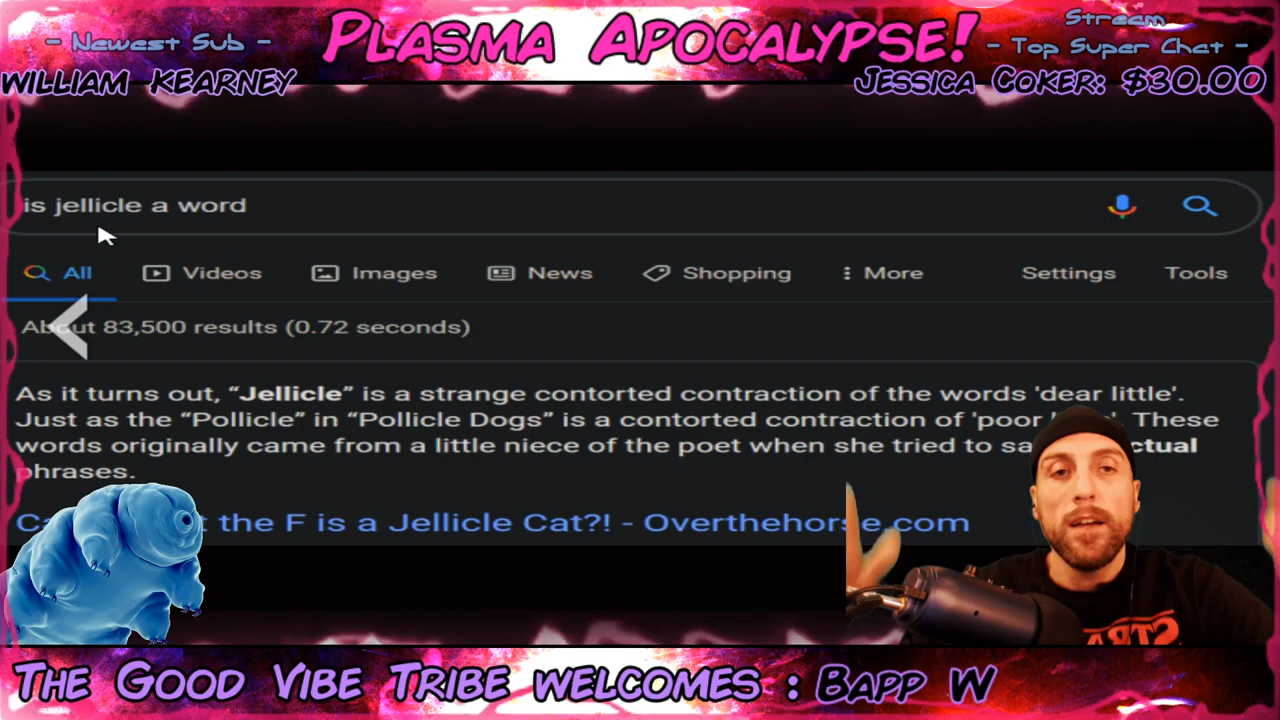 - Newest Sub -
WILLIAM KEARNEY
PLASMA APOCALYPSE!
Stream
- Top Super Chat -
JESSICA COKER: $30.00
is jellicle a word
All Videos Images News Shopping More Settings Tools
About 83,500 results (0.72 seconds)
As it turns out, “Jellicle” is a strange contorted contraction of the words 'dear little'.
Just as the “Pollicle” in “Pollicle Dogs” is a contorted contraction of 'poor These
words originally came from a little niece of the poet when she tried to
phrases.
the F is a Jellicle Cat?! - Overthehorse.com
THE GOOD VIBE TRIBE WELCOMES : BAPP W